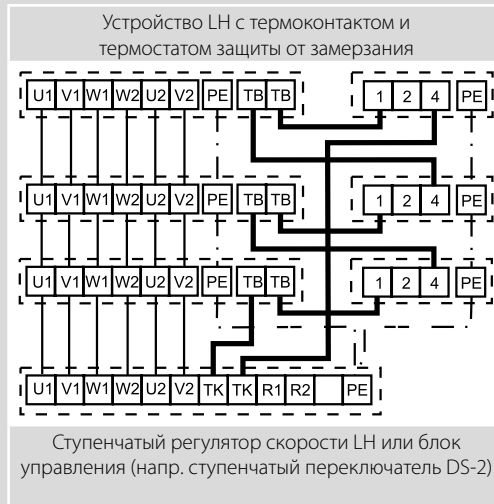 Устройство LH с термоконтактом и
термостатом защиты от замерзания
U1 V1 W1 W2 U2 V2 PE TB TB 1 2 4 PE
U1 V1 W1 W2 U2 V2 PE TB TB 1 2 4 PE
U1 V1 W1 W2 U2 V2 PE TB TB 1 2 4 PE
U1 V1 W1 W2 U2 V2 TK TK R1 R2 PE
Ступенчатый регулятор скорости LH или блок
управления (напр. ступенчатый переключатель DS-2)